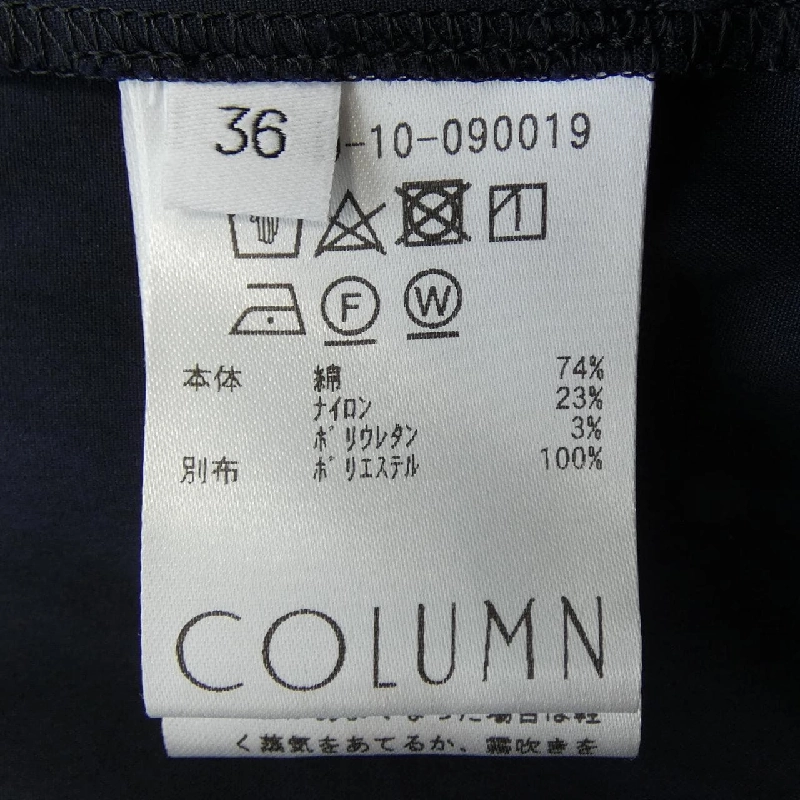 36
-10-090019
F W
本体 綿 74%
ナイロン 23%
ポリウレタン 3%
別布 ポリエステル 100%
COLUMN
く蒸気をあてるか、霧吹きを